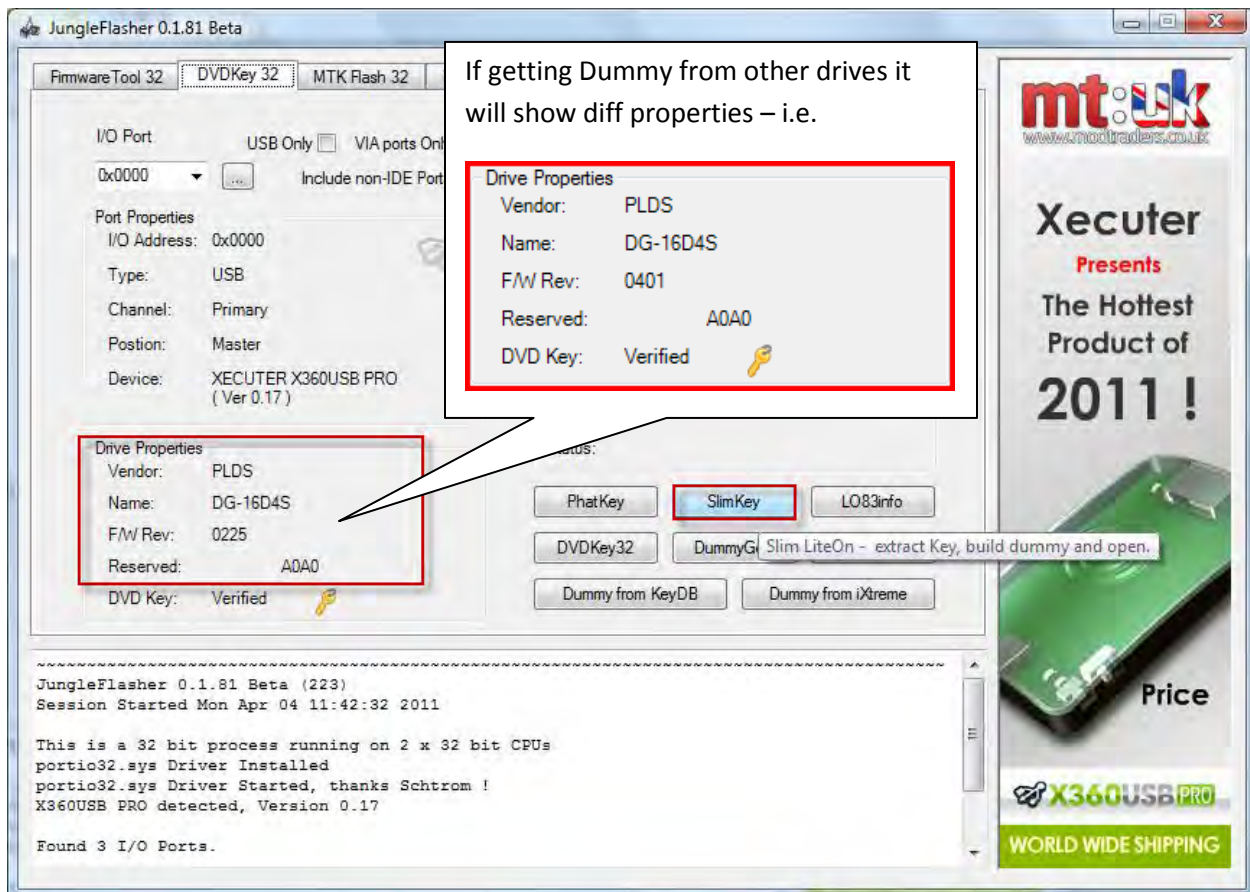 JungleFlasher 0.1.81 Beta
Firmware Tool 32 DVDKey 32 MTK Flash 32
If getting Dummy from other drives it
will show diff properties – i.e.
Drive Properties
Vendor: PLDS
Name: DG-16D4S
F/W Rev: 0401
Reserved: A0A0
DVD Key: Verified
I/O Port USB Only VIA ports Onl
0x0000 ... Include non-IDE Port
Port Properties
I/O Address: 0x0000
Type: USB
Channel: Primary
Postion: Master
Device: XECUTER X360USB PRO
( Ver 0.17 )
Drive Properties
Vendor: PLDS
Name: DG-16D4S
F/W Rev: 0225
Reserved: A0A0
DVD Key: Verified
PhatKey SlimKey LO83info
DVDKey32 DummyG Slim LiteOn - extract Key, build dummy and open.
Dummy from KeyDB Dummy from iXtreme
~~~~~~~~~~~~~~~~~~~~~~~~~~~~~~~~~~~~~~~~~~~~~~~~~~~~~~~~~~~~~~~~~~~~~~~~~~~~~~~~~~~~~~~~~~~
JungleFlasher 0.1.81 Beta (223)
Session Started Mon Apr 04 11:42:32 2011
This is a 32 bit process running on 2 x 32 bit CPUs
portio32.sys Driver Installed
portio32.sys Driver Started, thanks Schtrom !
X360USB PRO detected, Version 0.17
Found 3 I/O Ports.
mt:uk
www.modtraders.co.uk
Xecuter
Presents
The Hottest
Product of
2011 !
Price
X360USB PRO
WORLD WIDE SHIPPING